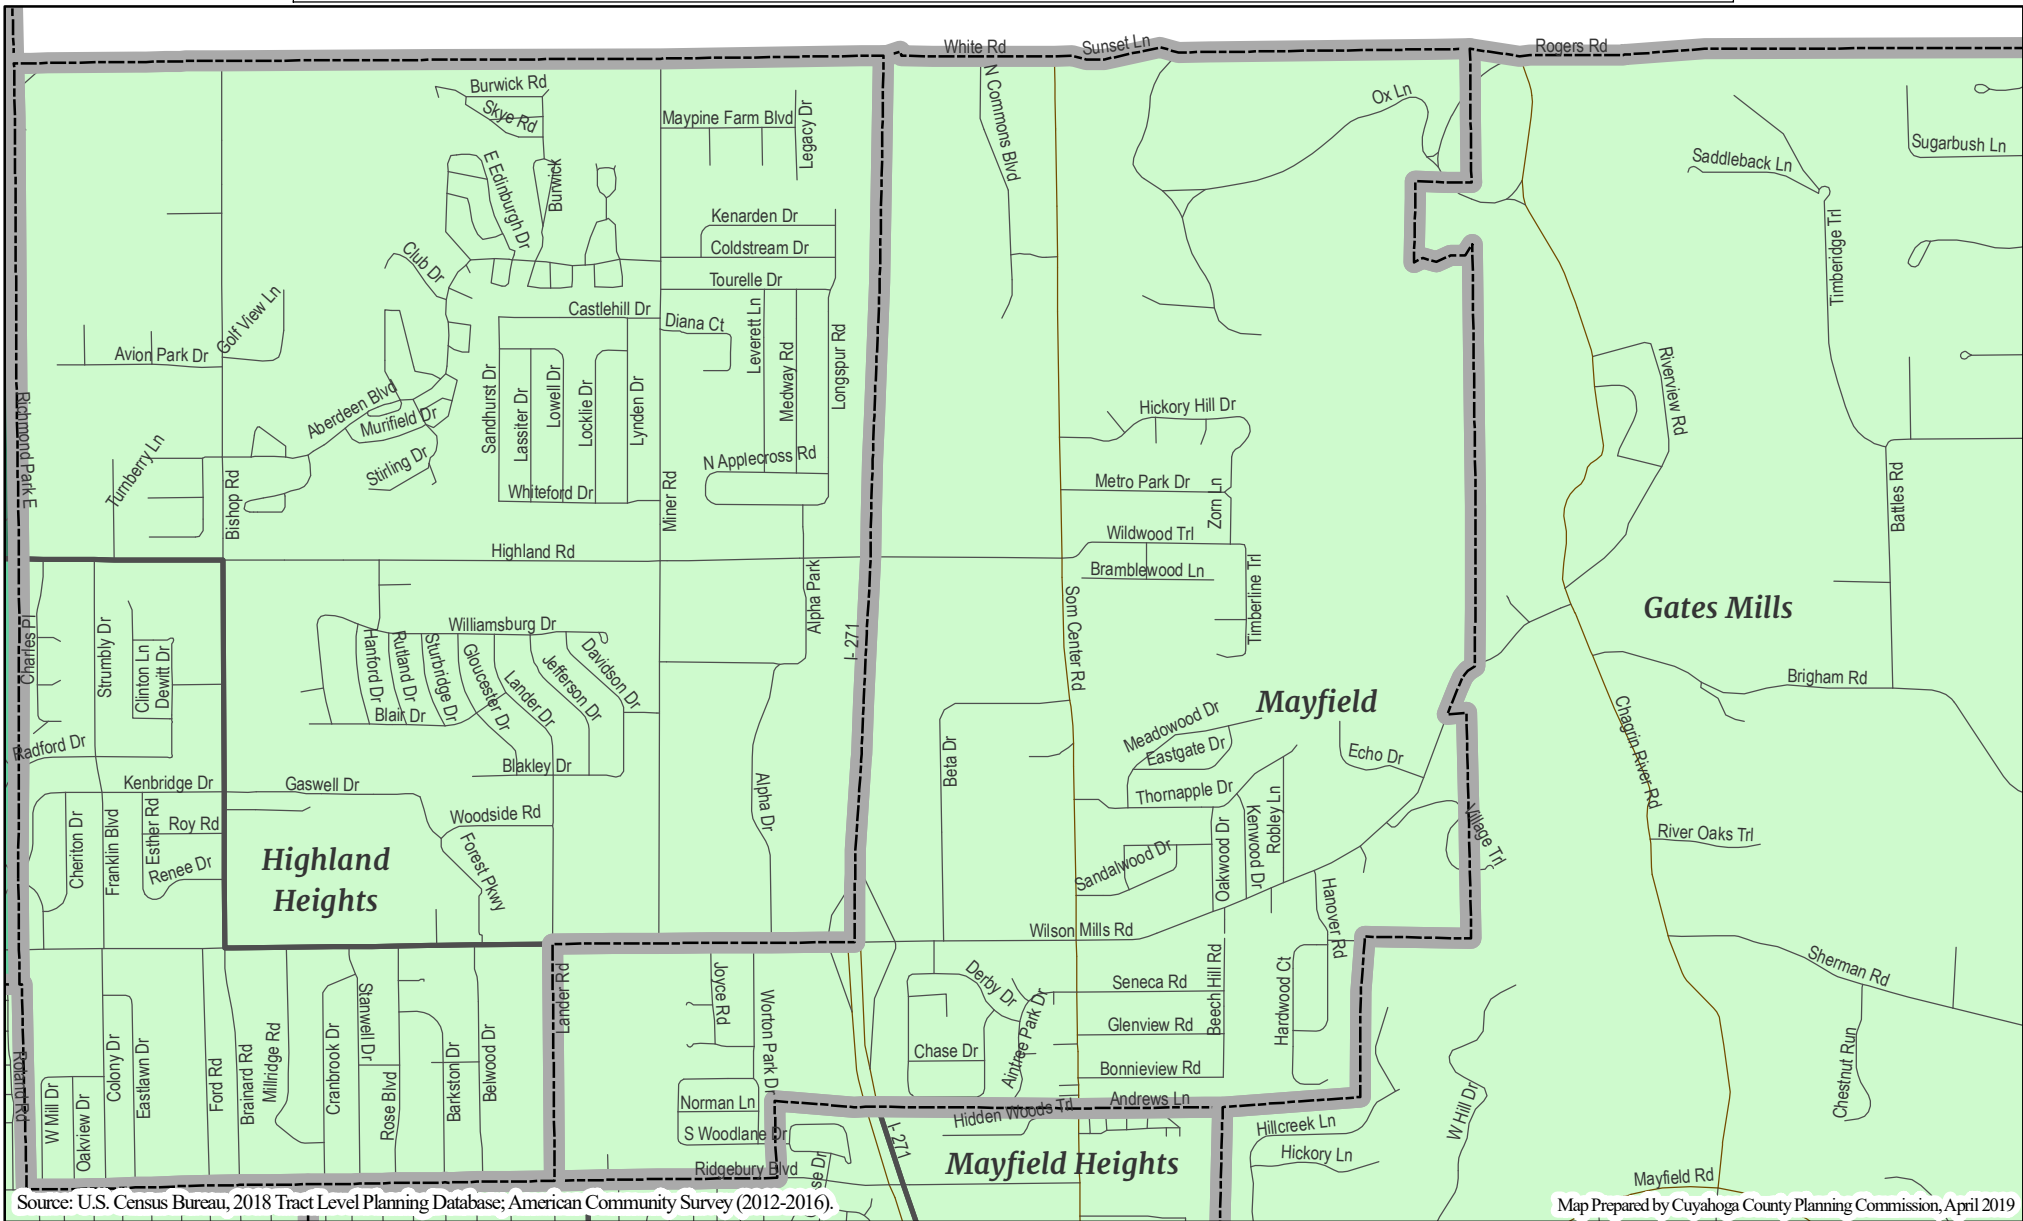 White Rd
Sunset Ln
Rogers Rd
Burwick Rd
Skye Rd
Maypine Farm Blvd
Legacy Dr
N Commons Blvd
Ox Ln
Sugarbush Ln
Saddleback Ln
E Edinburgh Dr
Burwick
Kenarden Dr
Coldstream Dr
Tourelle Dr
Timberidge Trl
Club Dr
Golf View Ln
Avion Park Dr
Castlehill Dr
Diana Ct
Leverett Ln
Medway Rd
Longspur Rd
Richmond Park E
Aberdeen Blvd
Murifield Dr
Stirling Dr
Sandhurst Dr
Lassiter Dr
Lowell Dr
Locklie Dr
Lynden Dr
Riverview Rd
Hickory Hill Dr
Turnberry Ln
Bishop Rd
N Applecross Rd
Whiteford Dr
Miner Rd
Metro Park Dr
Zorn Ln
Battles Rd
Highland Rd
Wildwood Trl
Bramblewood Ln
Timberline Trl
Alpha Park
I- 271
Som Center Rd
Gates Mills
Charles Pl
Strumbly Dr
Clinton Ln
Dewitt Dr
Williamsburg Dr
Hanford Dr
Rutland Dr
Sturbridge Dr
Gloucester Dr
Lander Dr
Jefferson Dr
Davidson Dr
Blair Dr
Brigham Rd
Mayfield
Radford Dr
Beta Dr
Meadowood Dr
Eastgate Dr
Echo Dr
Chagrin River Rd
Blakley Dr
Kenbridge Dr
Gaswell Dr
Thornapple Dr
Alpha Dr
Woodside Rd
Cheriton Dr
Franklin Blvd
Esther Rd
Roy Rd
Renee Dr
Forest Pkwy
Oakwood Dr
Kenwood Dr
Robley Ln
Village Trl
River Oaks Trl
Sandalwood Dr
Highland
Heights
Hanover Rd
Wilson Mills Rd
Lander Rd
Joyce Rd
Worton Park Dr
Derby Dr
Aintree Park Dr
Seneca Rd
Beech Hill Rd
Hardwood Ct
Sherman Rd
Glenview Rd
Chase Dr
Bonnieview Rd
Roland Rd
W Mill Dr
Oakview Dr
Colony Dr
Eastlawn Dr
Ford Rd
Brainard Rd
Millridge Rd
Cranbrook Dr
Stanwell Dr
Rose Blvd
Barkston Dr
Belwood Dr
Norman Ln
S Woodlane Dr
Hidden Woods Trl
Andrews Ln
W Hill Dr
Chestnut Run
Hillcreek Ln
Hickory Ln
I- 271
Mayfield Heights
Ridgebury Blvd
Mayfield Rd
Source: U.S. Census Bureau, 2018 Tract Level Planning Database; American Community Survey (2012-2016).
Map Prepared by Cuyahoga County Planning Commission, April 2019